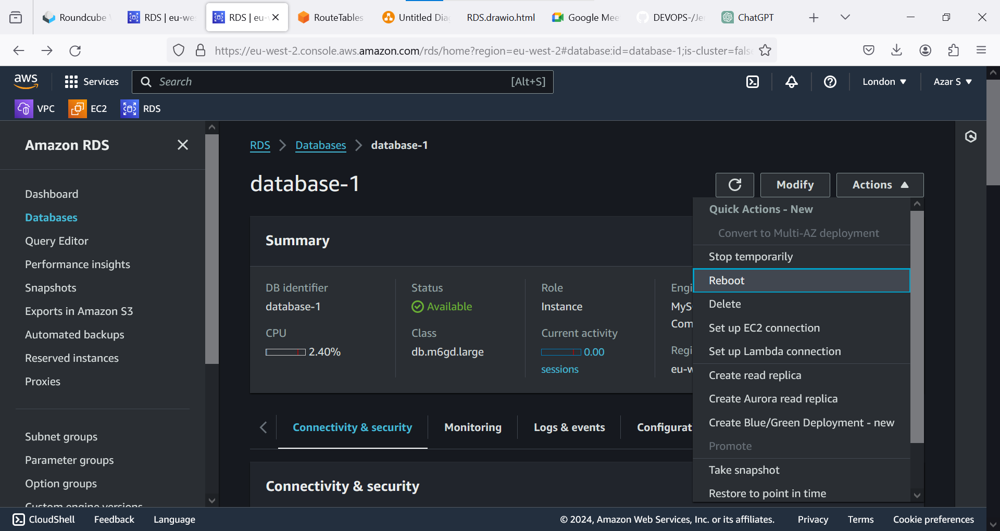 Roundcube
RDS | eu-we
RDS | eu-
RouteTables
Untitled Dia
RDS.drawio.html
Google Mee
DEVOPS-/Je
ChatGPT
https://eu-west-2.console.aws.amazon.com/rds/home?region=eu-west-2#database:id=database-1;is-cluster=false
aws
Services
Search
[Alt+S]
London
Azar S
VPC
EC2
RDS
Amazon RDS
Dashboard
Databases
Query Editor
Performance insights
Snapshots
Exports in Amazon S3
Automated backups
Reserved instances
Proxies
Subnet groups
Parameter groups
Option groups
Custom engine versions
RDS
Databases
database-1
database-1
Modify
Actions
Summary
DB identifier
database-1
CPU
2.40%
Status
Available
Class
db.m6gd.large
Role
Instance
Current activity
0.00
sessions
Engi
MyS
Com
Regi
eu-w
Quick Actions - New
Convert to Multi-AZ deployment
Stop temporarily
Reboot
Delete
Set up EC2 connection
Set up Lambda connection
Create read replica
Create Aurora read replica
Create Blue/Green Deployment - new
Promote
Take snapshot
Restore to point in time
Connectivity & security
Monitoring
Logs & events
Configurat
Connectivity & security
CloudShell
Feedback
Language
© 2024, Amazon Web Services, Inc. or its affiliates.
Privacy
Terms
Cookie preferences